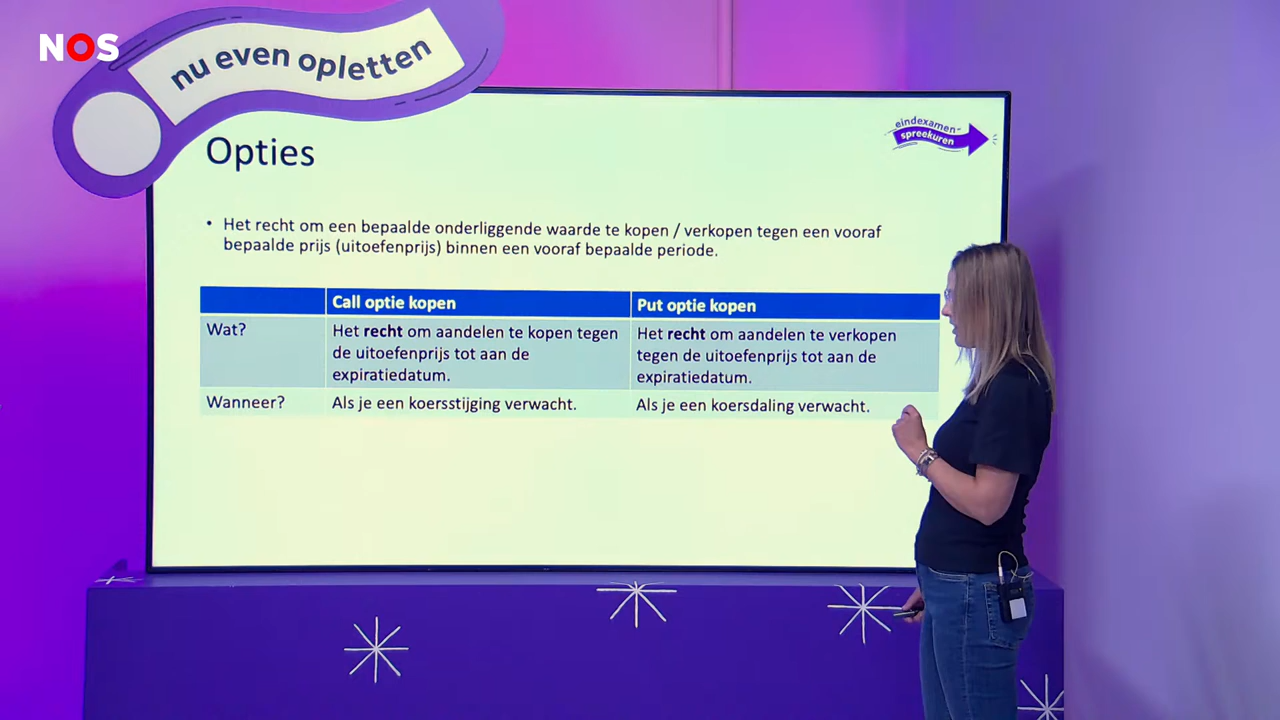 NOS
nu even opletten
eindexamen-
spreekuren
Opties
• Het recht om een bepaalde onderliggende waarde te kopen / verkopen tegen een vooraf
bepaalde prijs (uitoefenprijs) binnen een vooraf bepaalde periode.
Call optie kopen
Put optie kopen
Wat?
Het recht om aandelen te kopen tegen
de uitoefenprijs tot aan de
expiratiedatum.
Het recht om aandelen te verkopen
tegen de uitoefenprijs tot aan de
expiratiedatum.
Wanneer?
Als je een koersstijging verwacht.
Als je een koersdaling verwacht.